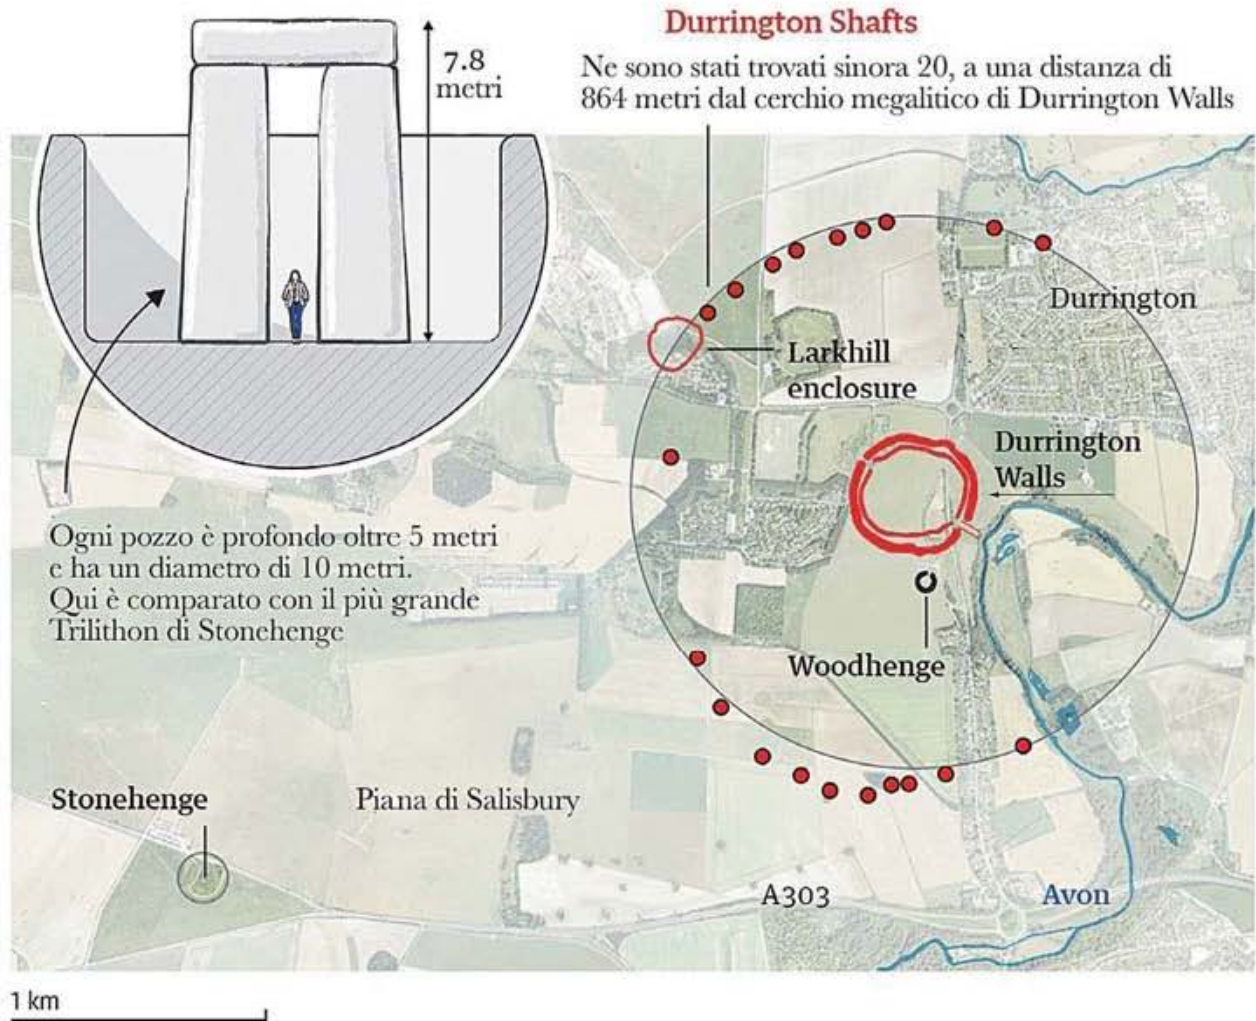 Durrington Shafts
Ne sono stati trovati sinora 20, a una distanza di
864 metri dal cerchio megalitico di Durrington Walls
7.8
metri
Durrington
Larkhill
enclosure
Durrington
Walls
Ogni pozzo è profondo oltre 5 metri
e ha un diametro di 10 metri.
Qui è comparato con il più grande
Trilithon di Stonehenge
Woodhenge
Stonehenge
Piana di Salisbury
A303
Avon
1 km